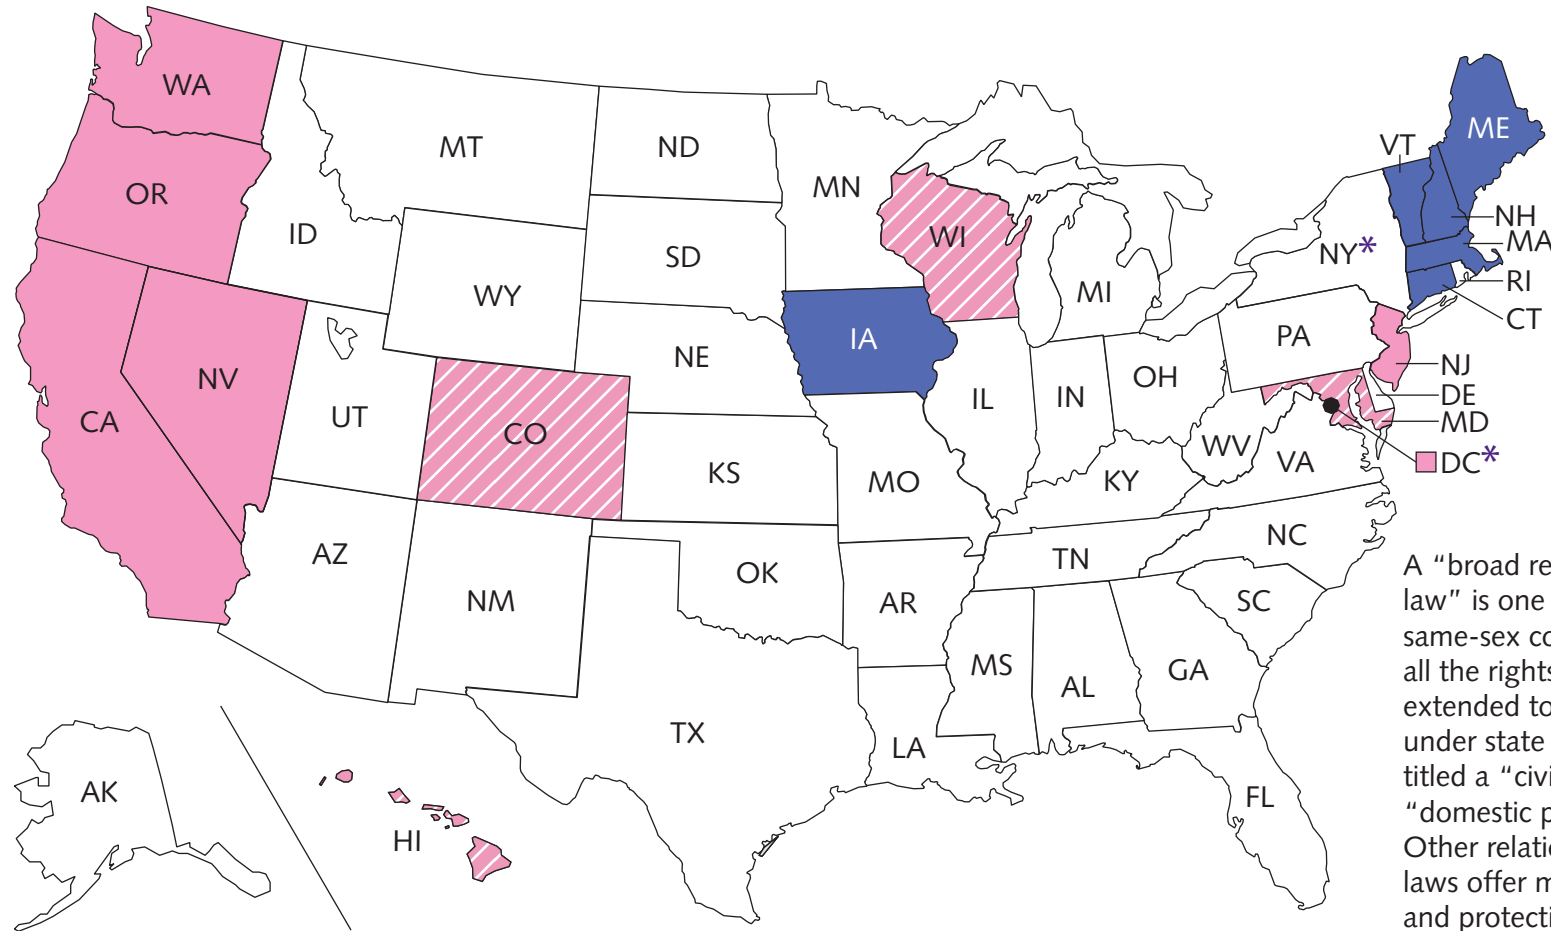 WA
OR
CA
NV
ID
MT
WY
UT
CO
AZ
NM
ND
SD
NE
KS
OK
TX
MN
IA
MO
AR
LA
WI
IL
MI
IN
OH
KY
TN
MS
AL
GA
FL
SC
NC
VA
WV
PA
NY*
VT
ME
NH
MA
RI
CT
NJ
DE
MD
DC*
AK
HI
A “broad re
law” is one
same-sex co
all the rights
extended to
under state
titled a “civi
“domestic p
Other relatio
laws offer m
and protecti